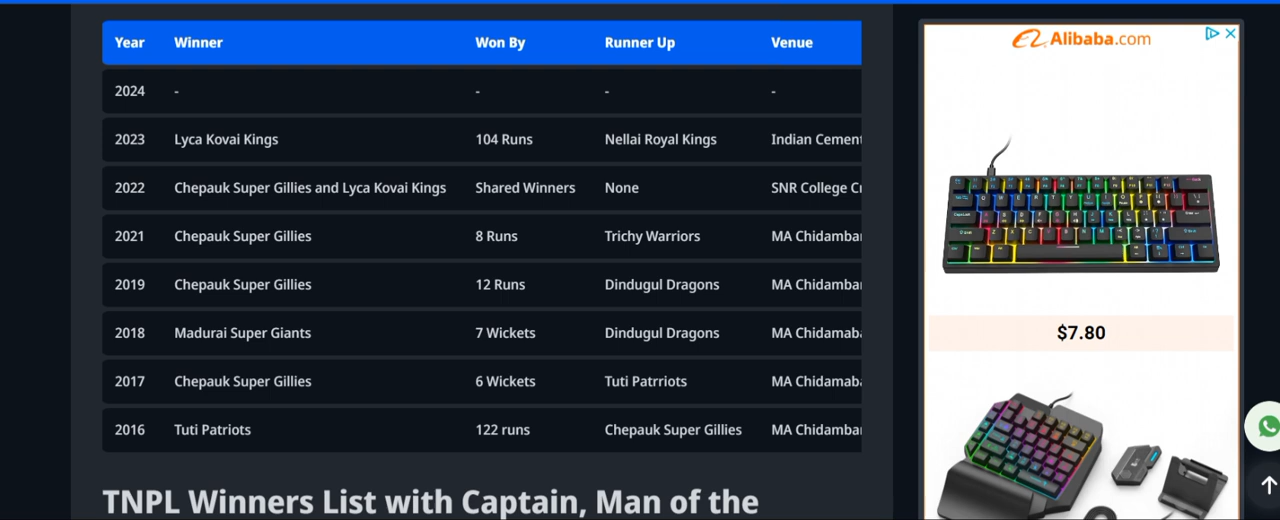 Year Winner Won By Runner Up Venue
2024 - - - -
2023 Lyca Kovai Kings 104 Runs Nellai Royal Kings Indian Cement
2022 Chepauk Super Gillies and Lyca Kovai Kings Shared Winners None SNR College Cr
2021 Chepauk Super Gillies 8 Runs Trichy Warriors MA Chidambar
2019 Chepauk Super Gillies 12 Runs Dindugul Dragons MA Chidambar
2018 Madurai Super Giants 7 Wickets Dindugul Dragons MA Chidamaba
2017 Chepauk Super Gillies 6 Wickets Tuti Patrriots MA Chidamaba
2016 Tuti Patriots 122 runs Chepauk Super Gillies MA Chidambar
TNPL Winners List with Captain, Man of the
Alibaba.com
$7.80